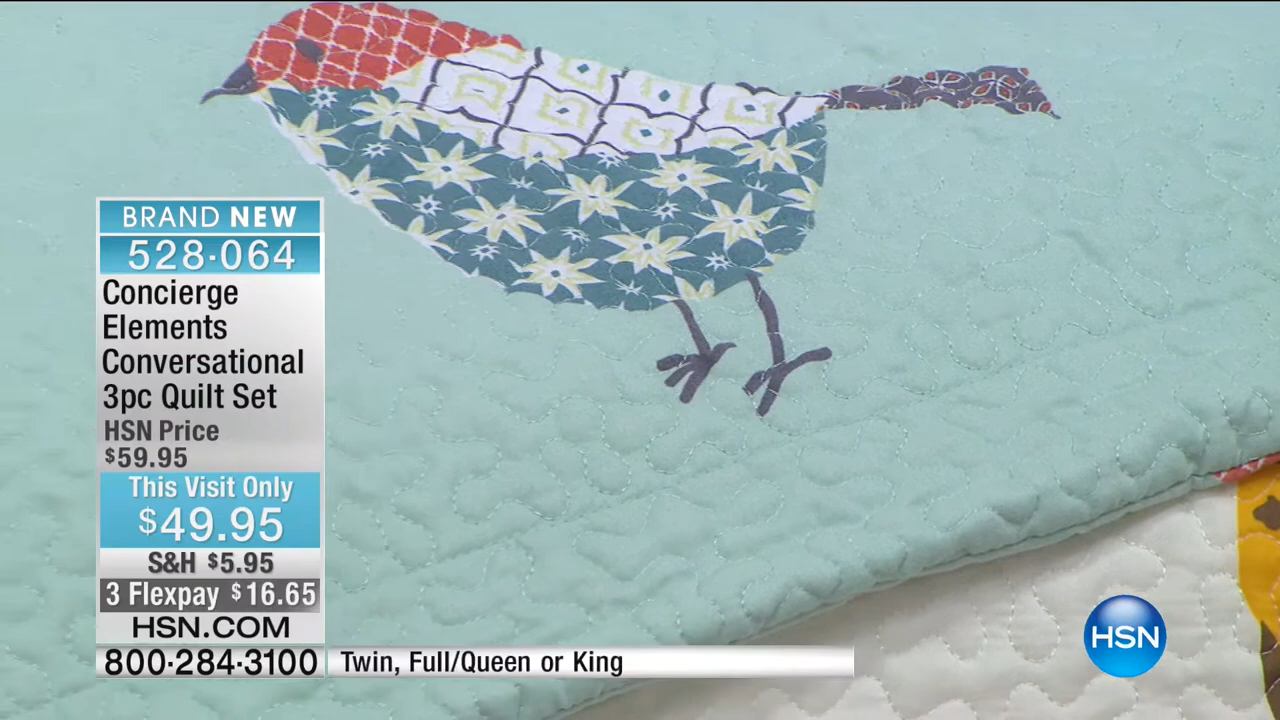 BRAND NEW
528·064
Concierge
Elements
Conversational
3pc Quilt Set
HSN Price
$59.95
This Visit Only
$49.95
S&H $5.95
3 Flexpay $16.65
HSN.COM
800·284·3100
Twin, Full/Queen or King
HSN